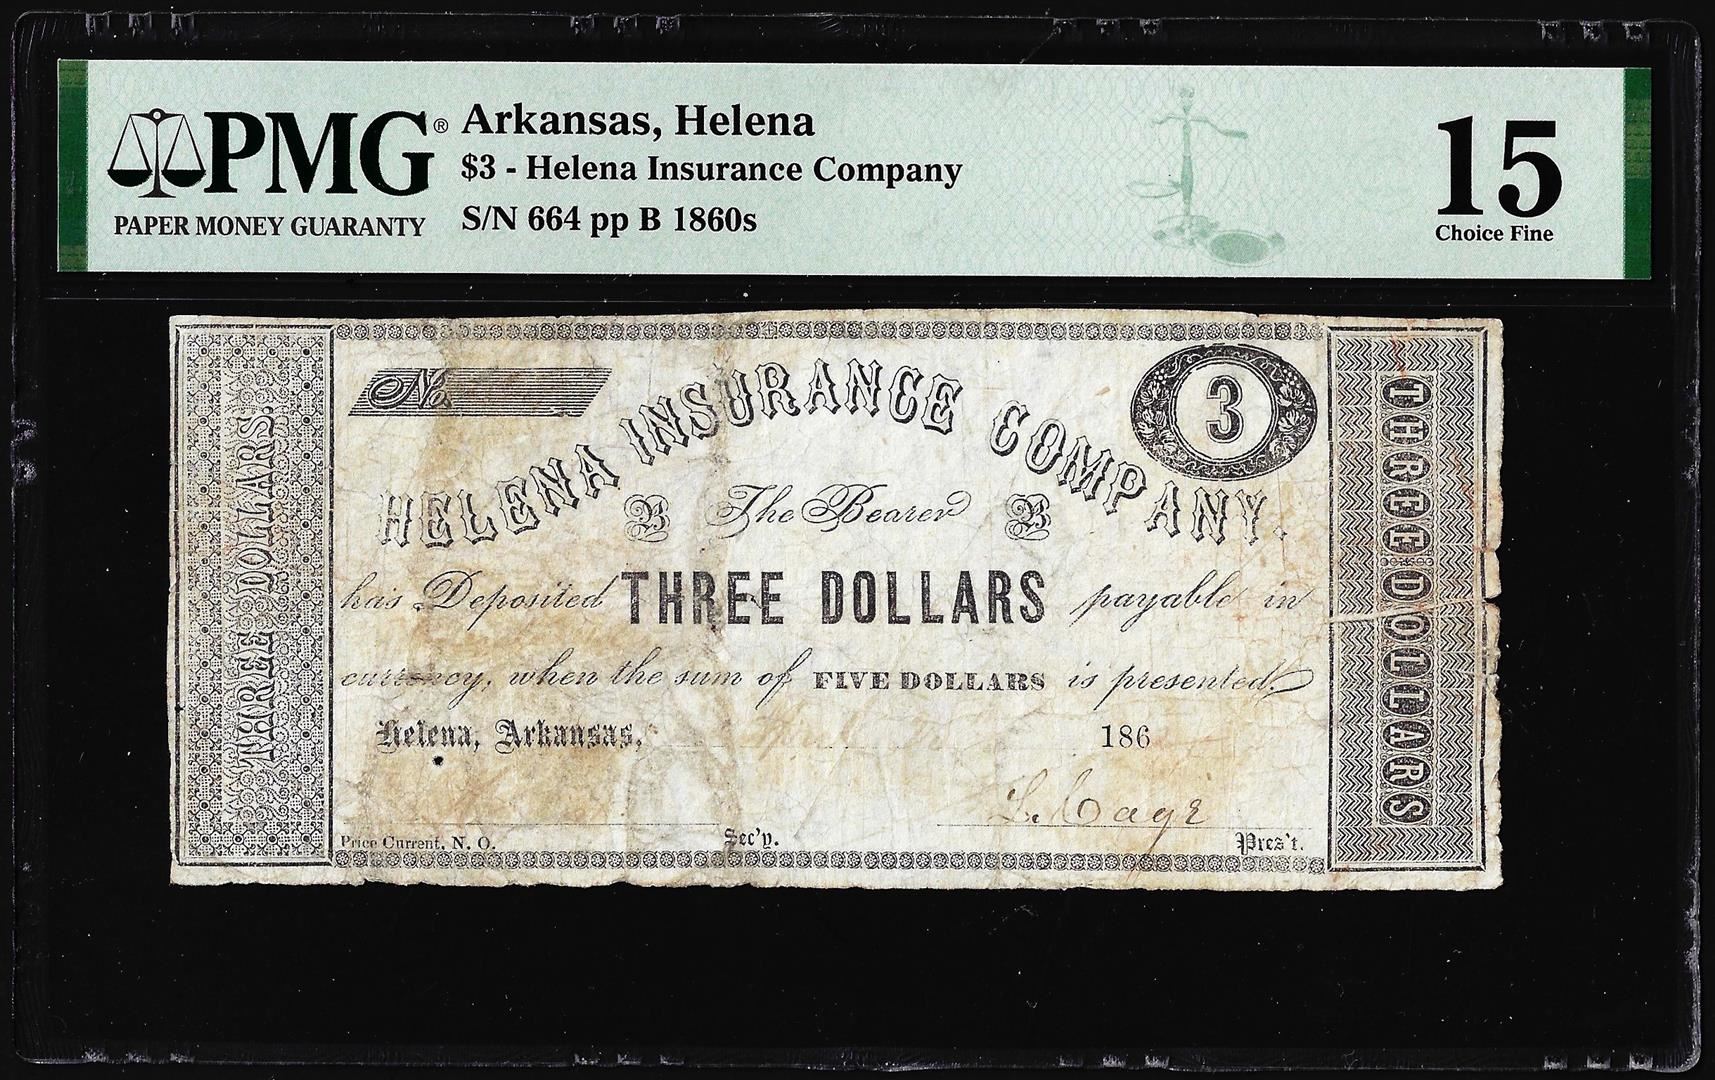 PMG®
PAPER MONEY GUARANTY
Arkansas, Helena
$3 - Helena Insurance Company
S/N 664 pp B 1860s
15
Choice Fine
THREE DOLLARS.
No.
HELENA INSURANCE COMPANY.
3
B The Bearer B
has Deposited THREE DOLLARS payable in
currency, when the sum of FIVE DOLLARS is presented.
Helena, Arkansas, 186
L. Cage
Price Current, N. O. Sec'y. Pres't.
THREE DOLLARS